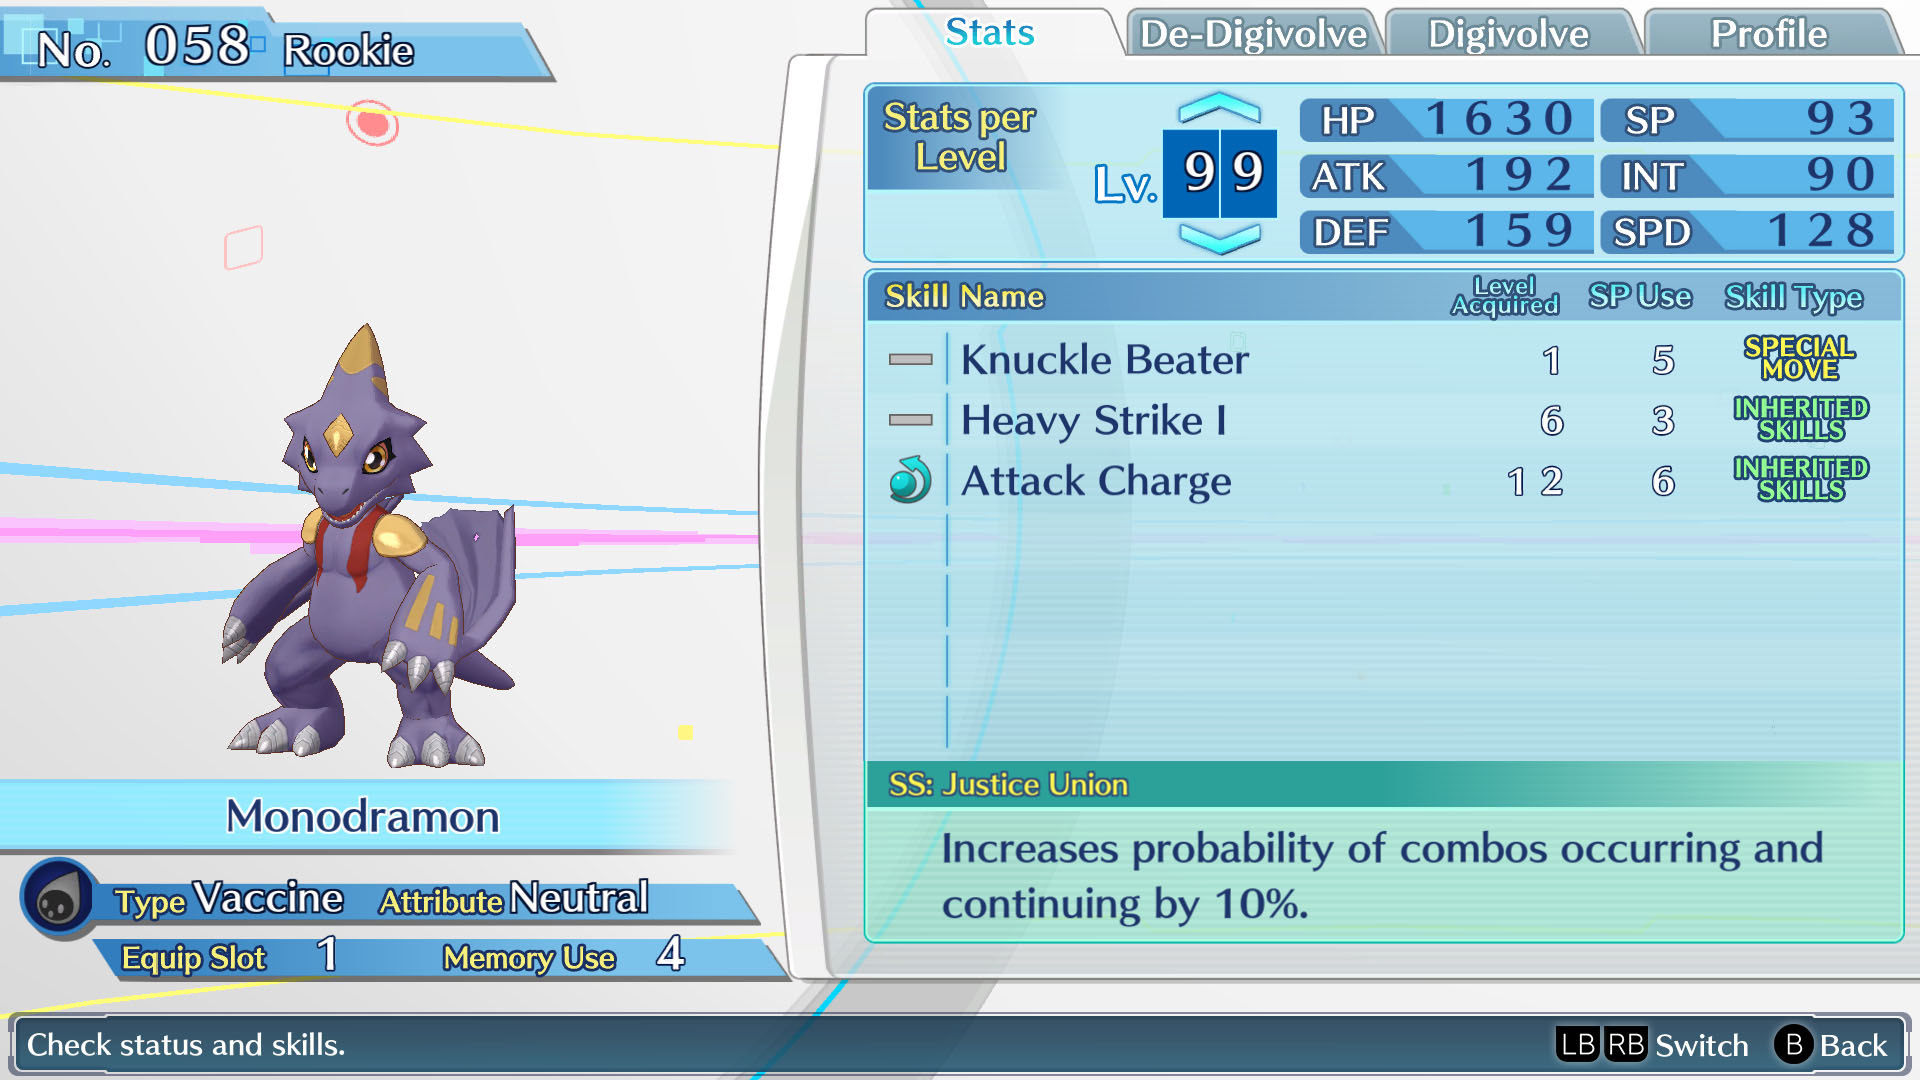 No. 058 Rookie
Stats
De-Digivolve
Digivolve
Profile
Stats per
Level
Lv. 99
HP 1630
SP 93
ATK 192
INT 90
DEF 159
SPD 128
Skill Name
Level
Acquired
SP Use
Skill Type
Knuckle Beater 1 5 SPECIAL
MOVE
Heavy Strike I 6 3 INHERITED
SKILLS
Attack Charge 12 6 INHERITED
SKILLS
SS: Justice Union
Increases probability of combos occurring and
continuing by 10%.
Monodramon
Type Vaccine Attribute Neutral
Equip Slot 1 Memory Use 4
Check status and skills.
LB RB Switch B Back